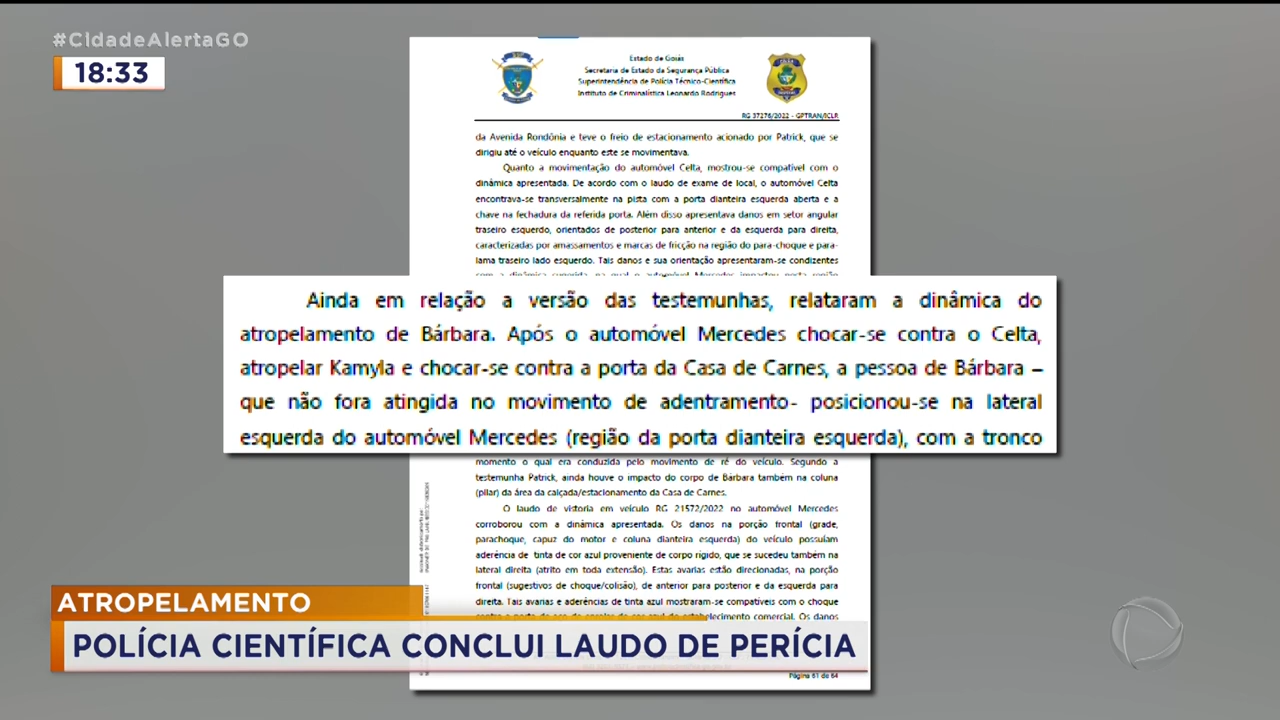 #CidadeAlertaGO
18:33
Estado de Goiás
Secretaria de Estado da Segurança Pública
Superintendência de Polícia Técnico-Científica
Instituto de Criminalística Leonardo Rodrigues
RG 37276/2022 - GPTRAN/ICLR
da Avenida Rondônia e teve o freio de estacionamento acionado por Patrick, que se
dirigiu até o veículo enquanto este se movimentava.
Quanto a movimentação do automóvel Celta, mostrou-se compatível com o
dinâmica apresentada. De acordo com o laudo de exame de local, o automóvel Celta
encontrava-se transversalmente na pista com a porta dianteira esquerda aberta e a
chave na fechadura da referida porta. Além disso apresentava danos em setor angular
traseiro esquerdo, orientados de posterior para anterior e da esquerda para direita,
caracterizadas por amassamentos e marcas de fricção na região do para-choque e para-
lama traseiro lado esquerdo. Tais danos e sua orientação apresentaram-se condizentes
com a dinâmica sugerida, na qual o automóvel Mercedes impactou nesta região
Ainda em relação a versão das testemunhas, relataram a dinâmica do
atropelamento de Bárbara. Após o automóvel Mercedes chocar-se contra o Celta,
atropelar Kamyla e chocar-se contra a porta da Casa de Carnes, a pessoa de Bárbara –
que não fora atingida no movimento de adentramento- posicionou-se na lateral
esquerda do automóvel Mercedes (região da porta dianteira esquerda), com a tronco
momento o qual era conduzida pelo movimento de ré do veículo. Segundo a
testemunha Patrick, ainda houve o impacto do corpo de Bárbara também na coluna
(pilar) da área da calçada/estacionamento da Casa de Carnes.
O laudo de vistoria em veículo RG 21572/2022 no automóvel Mercedes
corroborou com a dinâmica apresentada. Os danos na porção frontal (grade,
parachoque, capuz do motor e coluna dianteira esquerda) do veículo possuíam
aderência de tinta de cor azul proveniente de corpo rígido, que se sucedeu também na
lateral direita (atrito em toda extensão). Estas avarias estão direcionadas, na porção
frontal (sugestivos de choque/colisão), de anterior para posterior e da esquerda para
direita. Tais avarias e aderências de tinta azul mostraram-se compatíveis com o choque
estabelecimento comercial. Os danos
ATROPELAMENTO
POLÍCIA CIENTÍFICA CONCLUI LAUDO DE PERÍCIA
Página 61 de 64